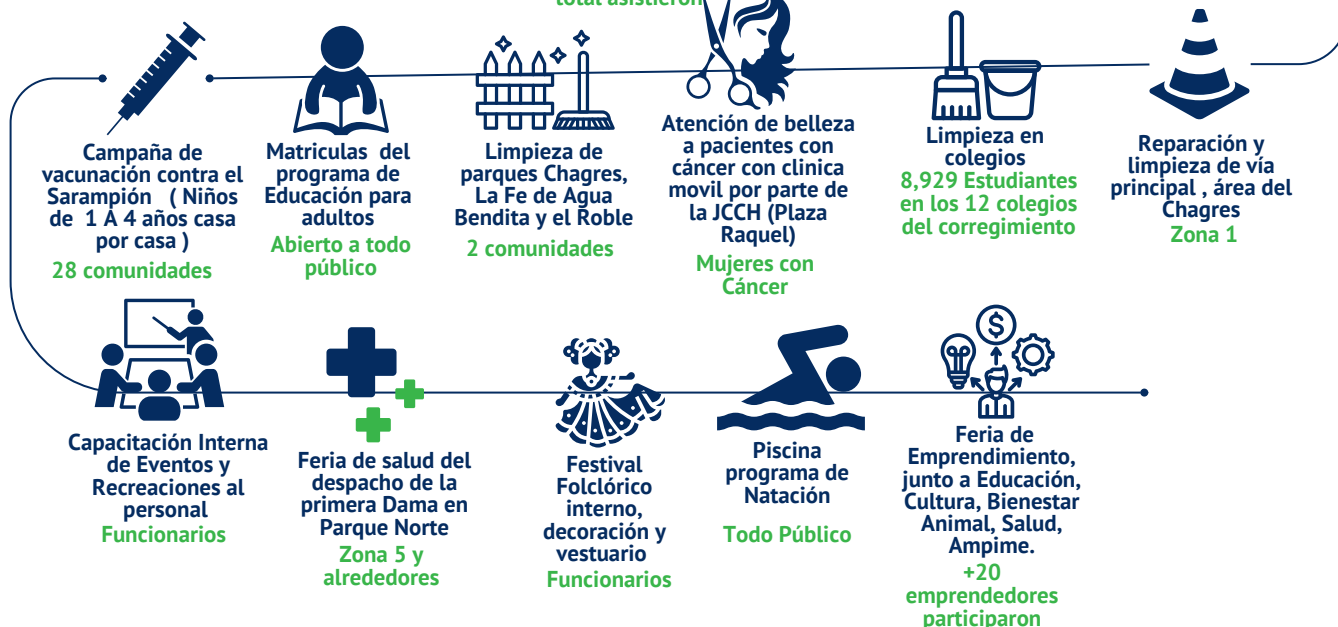 total asistieron
Campaña de
vacunación contra el
Sarampión ( Niños
de 1 A 4 años casa
por casa )
28 comunidades
Matriculas del
programa de
Educación para
adultos
Abierto a todo
público
Limpieza de
parques Chagres,
La Fe de Agua
Bendita y el Roble
2 comunidades
Atención de belleza
a pacientes con
cáncer con clinica
movil por parte de
la JCCH (Plaza
Raquel)
Mujeres con
Cáncer
Limpieza en
colegios
8,929 Estudiantes
en los 12 colegios
del corregimiento
Reparación y
limpieza de vía
principal , área del
Chagres
Zona 1
Capacitación Interna
de Eventos y
Recreaciones al
personal
Funcionarios
Feria de salud del
despacho de la
primera Dama en
Parque Norte
Zona 5 y
alrededores
Festival
Folclórico
interno,
decoración y
vestuario
Funcionarios
Piscina
programa de
Natación
Todo Público
Feria de
Emprendimiento,
junto a Educación,
Cultura, Bienestar
Animal, Salud,
Ampime.
+20
emprendedores
participaron